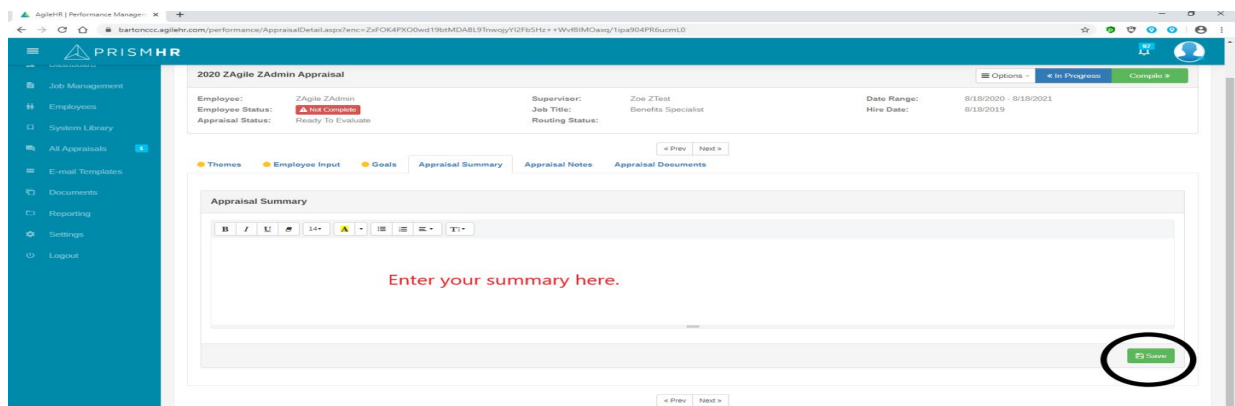 AgileHR | Performance Manage
bartonccc.agilehr.com/performance/AppraisalDetail.aspx?enc=
PRISMHR
87
Dashboard
2020 ZAgile ZAdmin Appraisal
Options
« In Progress
Compile »
Job Management
Employee: ZAgile ZAdmin Supervisor: Zoe ZTest Date Range: 8/18/2020 - 8/18/2021
Employees
Employee Status: Not Complete Job Title: Benefits Specialist Hire Date: 8/18/2019
Appraisal Status: Ready To Evaluate Routing Status:
System Library
All Appraisals
« Prev Next »
Themes Employee Input Goals Appraisal Summary Appraisal Notes Appraisal Documents
E-mail Templates
Documents
Appraisal Summary
Reporting
B I U 14 A T
Settings
Logout
Enter your summary here.
Save
« Prev Next »